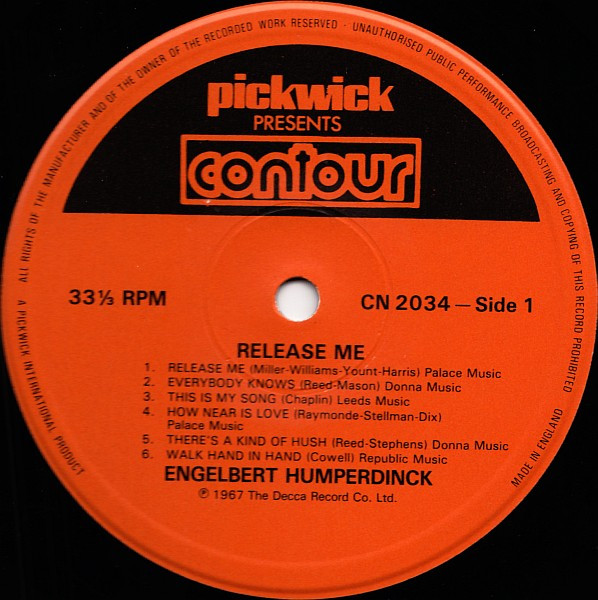 ALL RIGHTS OF THE MANUFACTURER AND OF THE OWNER OF THE RECORDED WORK RESERVED · UNAUTHORISED PUBLIC PERFORMANCE BROADCASTING AND COPYING OF THIS RECORD PROHIBITED
pickwick
PRESENTS
contour
33⅓ RPM
CN 2034 — Side 1
RELEASE ME
1. RELEASE ME (Miller-Williams-Yount-Harris) Palace Music
2. EVERYBODY KNOWS (Reed-Mason) Donna Music
3. THIS IS MY SONG (Chaplin) Leeds Music
4. HOW NEAR IS LOVE (Raymonde-Stellman-Dix)
Palace Music
5. THERE'S A KIND OF HUSH (Reed-Stephens) Donna Music
6. WALK HAND IN HAND (Cowell) Republic Music
ENGELBERT HUMPERDINCK
℗ 1967 The Decca Record Co. Ltd.
A PICKWICK INTERNATIONAL PRODUCT
MADE IN ENGLAND